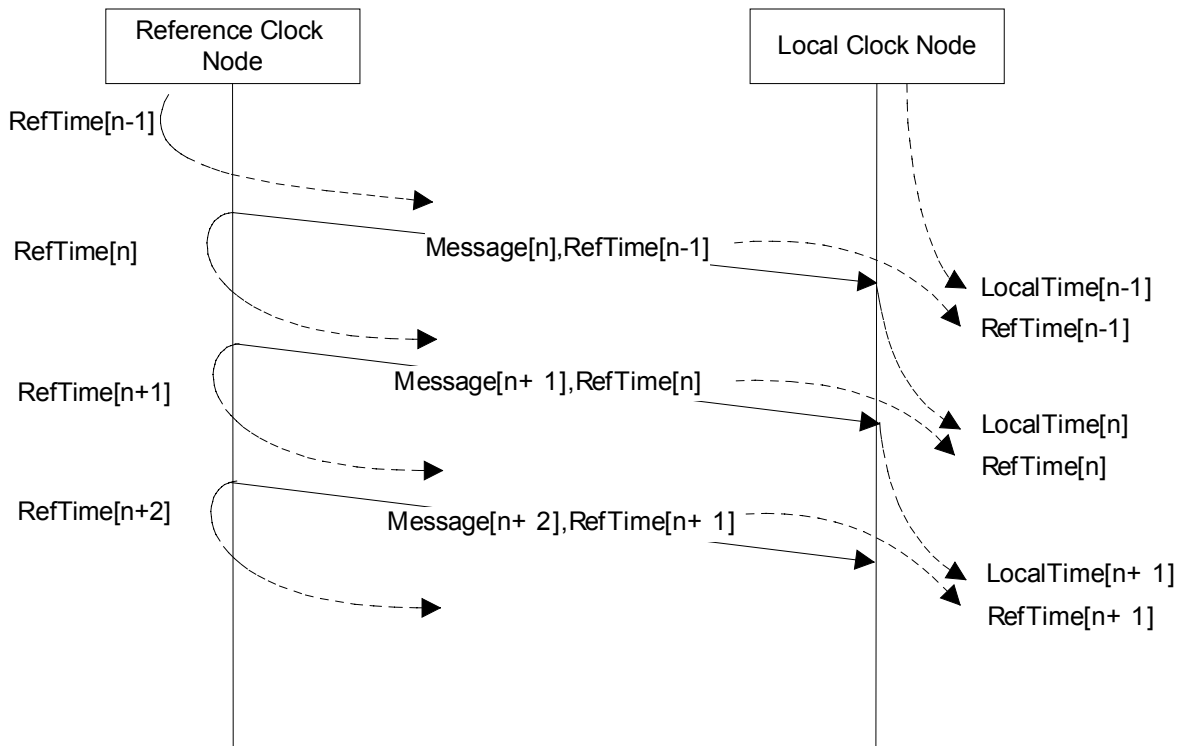 Reference Clock
Node
Local Clock Node
RefTime[n-1]
RefTime[n]
Message[n],RefTime[n-1]
LocalTime[n-1]
RefTime[n-1]
RefTime[n+1]
Message[n+ 1],RefTime[n]
LocalTime[n]
RefTime[n]
RefTime[n+2]
Message[n+ 2],RefTime[n+ 1]
LocalTime[n+ 1]
RefTime[n+ 1]